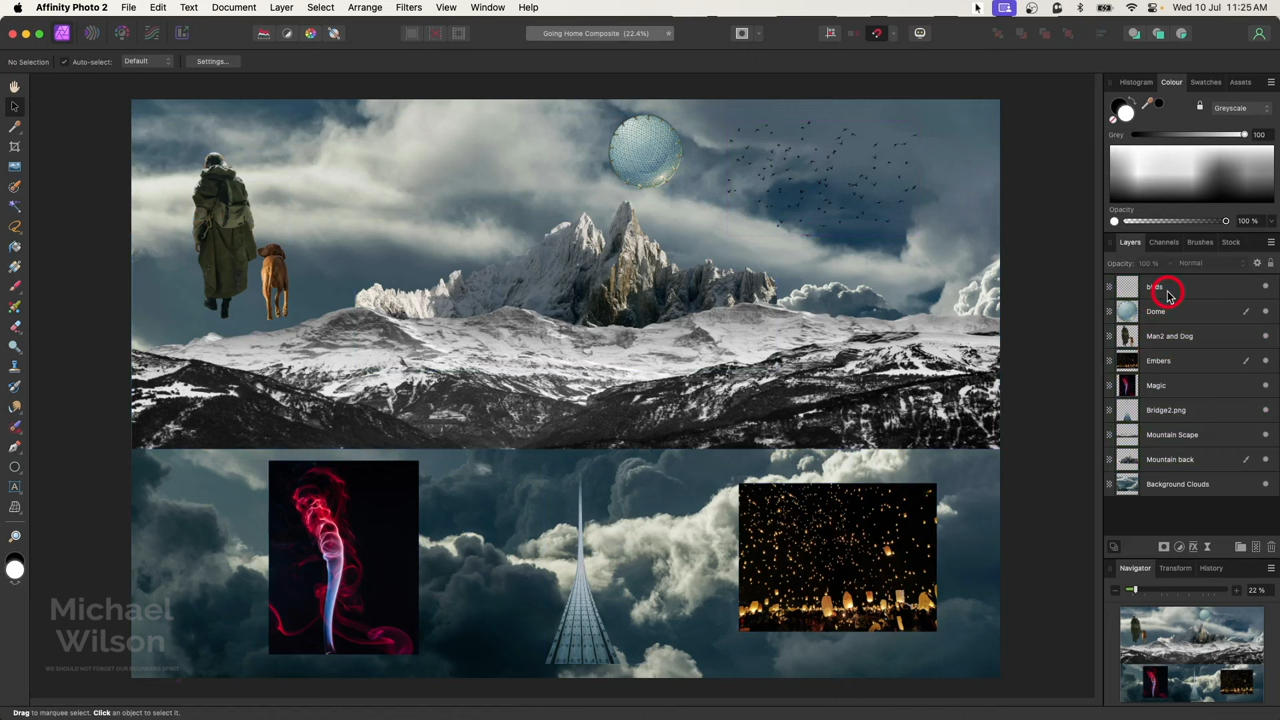 Affinity Photo 2 File Edit Text Document Layer Select Arrange Filters View Window Help Wed 10 Jul 11:25 AM
Going Home Composite (22.4%)
No Selection Auto-select: Default Settings...
Histogram Colour Swatches Assets
Greyscale
Grey 100
Opacity
100 %
Layers Channels Brushes Stock
Opacity: 100 % Normal
Dome
Man2 and Dog
Embers
Magic
Bridge2.png
Mountain Scape
Mountain back
Background Clouds
Navigator Transform History
22 %
Michael
Wilson
Drag to marquee select. Click an object to select it.